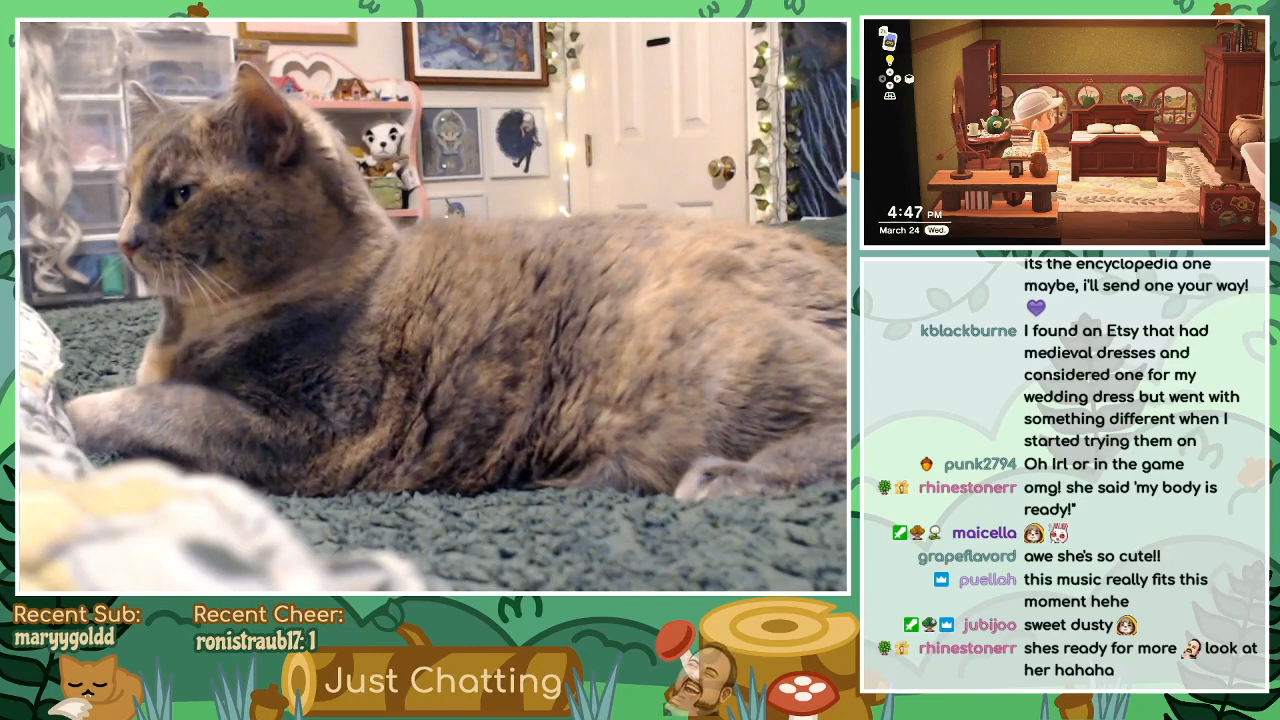 4:47 PM
March 24 Wed.
its the encyclopedia one
maybe, i'll send one your way!
kblackburne I found an Etsy that had
medieval dresses and
considered one for my
wedding dress but went with
something different when I
started trying them on
punk2794 Oh Irl or in the game
rhinestonerr omg! she said 'my body is
ready!"
maicella
grapeflavord awe she's so cute!!
puellah this music really fits this
moment hehe
jubijoo sweet dusty
rhinestonerr shes ready for more look at
her hahaha
Recent Sub:
maryygoldd
Recent Cheer:
ronistraub17: 1
Just Chatting